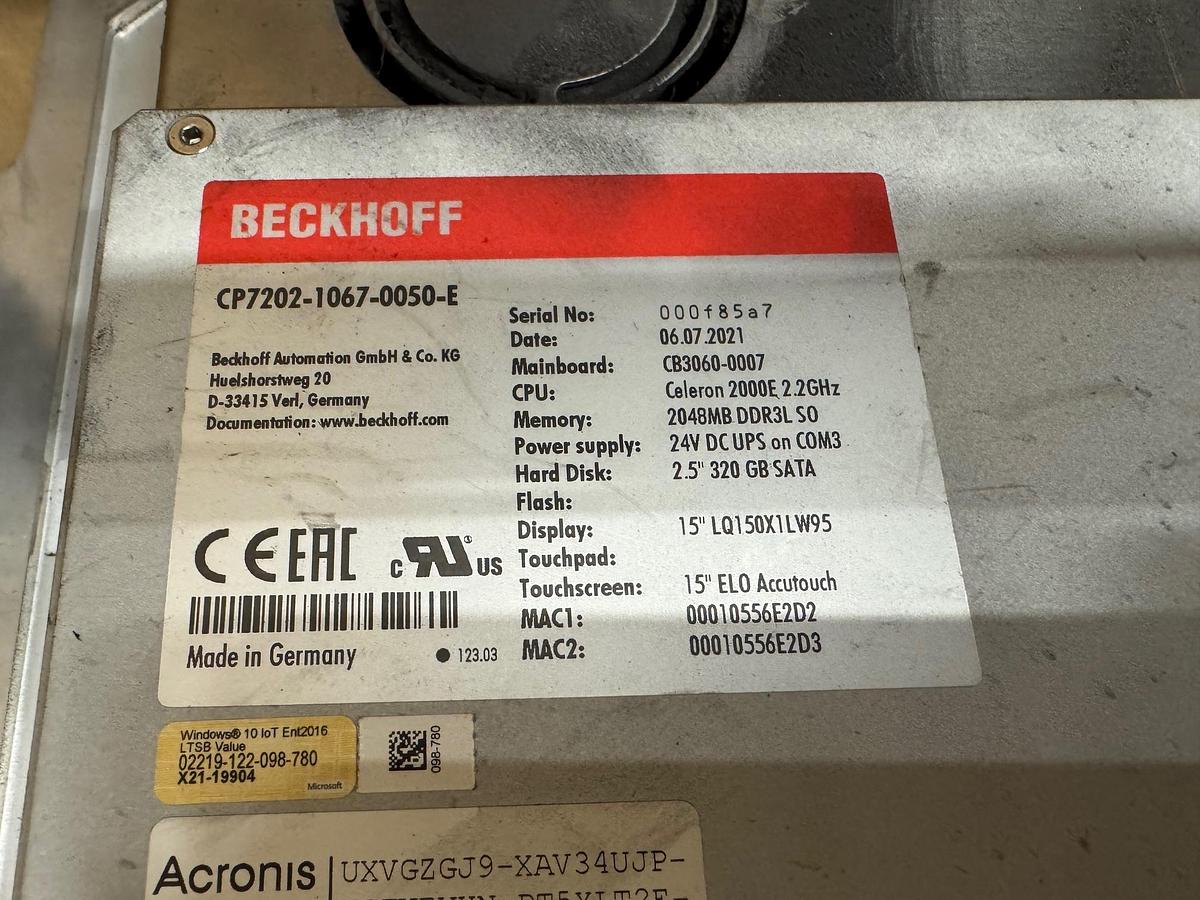 BECKHOFF
CP7202-1067-0050-E
Beckhoff Automation GmbH & Co. KG
Huelshorstweg 20
D-33415 Verl, Germany
Documentation: www.beckhoff.com
Serial No: 000f85a7
Date: 06.07.2021
Mainboard: CB3060-0007
CPU: Celeron 2000E 2.2GHz
Memory: 2048MB DDR3L SO
Power supply: 24V DC UPS on COM3
Hard Disk: 2.5" 320 GB SATA
Flash:
Display: 15" LQ150X1LW95
Touchpad:
Touchscreen: 15" ELO Accutouch
MAC1: 00010556E2D2
MAC2: 00010556E2D3
CE EAC c RU ® US
Made in Germany
123.03
Windows® 10 IoT Ent2016
LTSB Value
02219-122-098-780
X21-19904
Microsoft
098-780
Acronis
UXVGZGJ9-XAV34UJP-